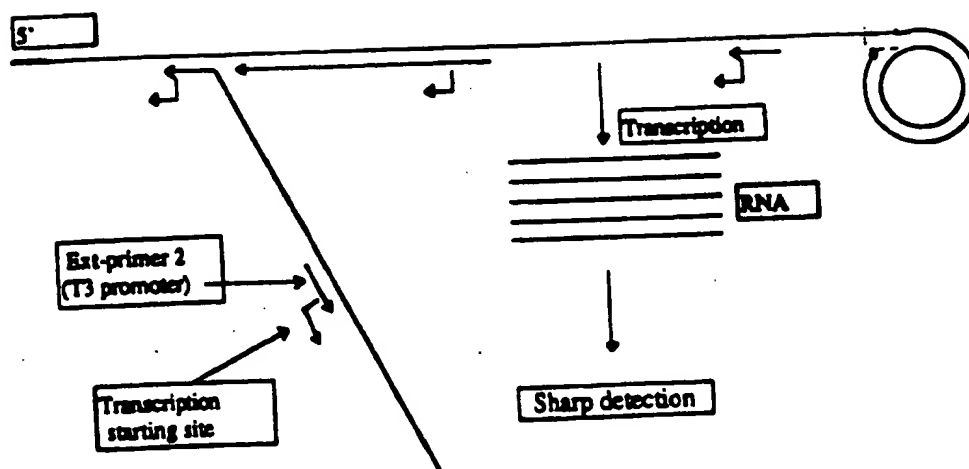 5'
Transcription
RNA
Ext-primer 2
(T3 promoter)
Transcription
starting site
Sharp detection